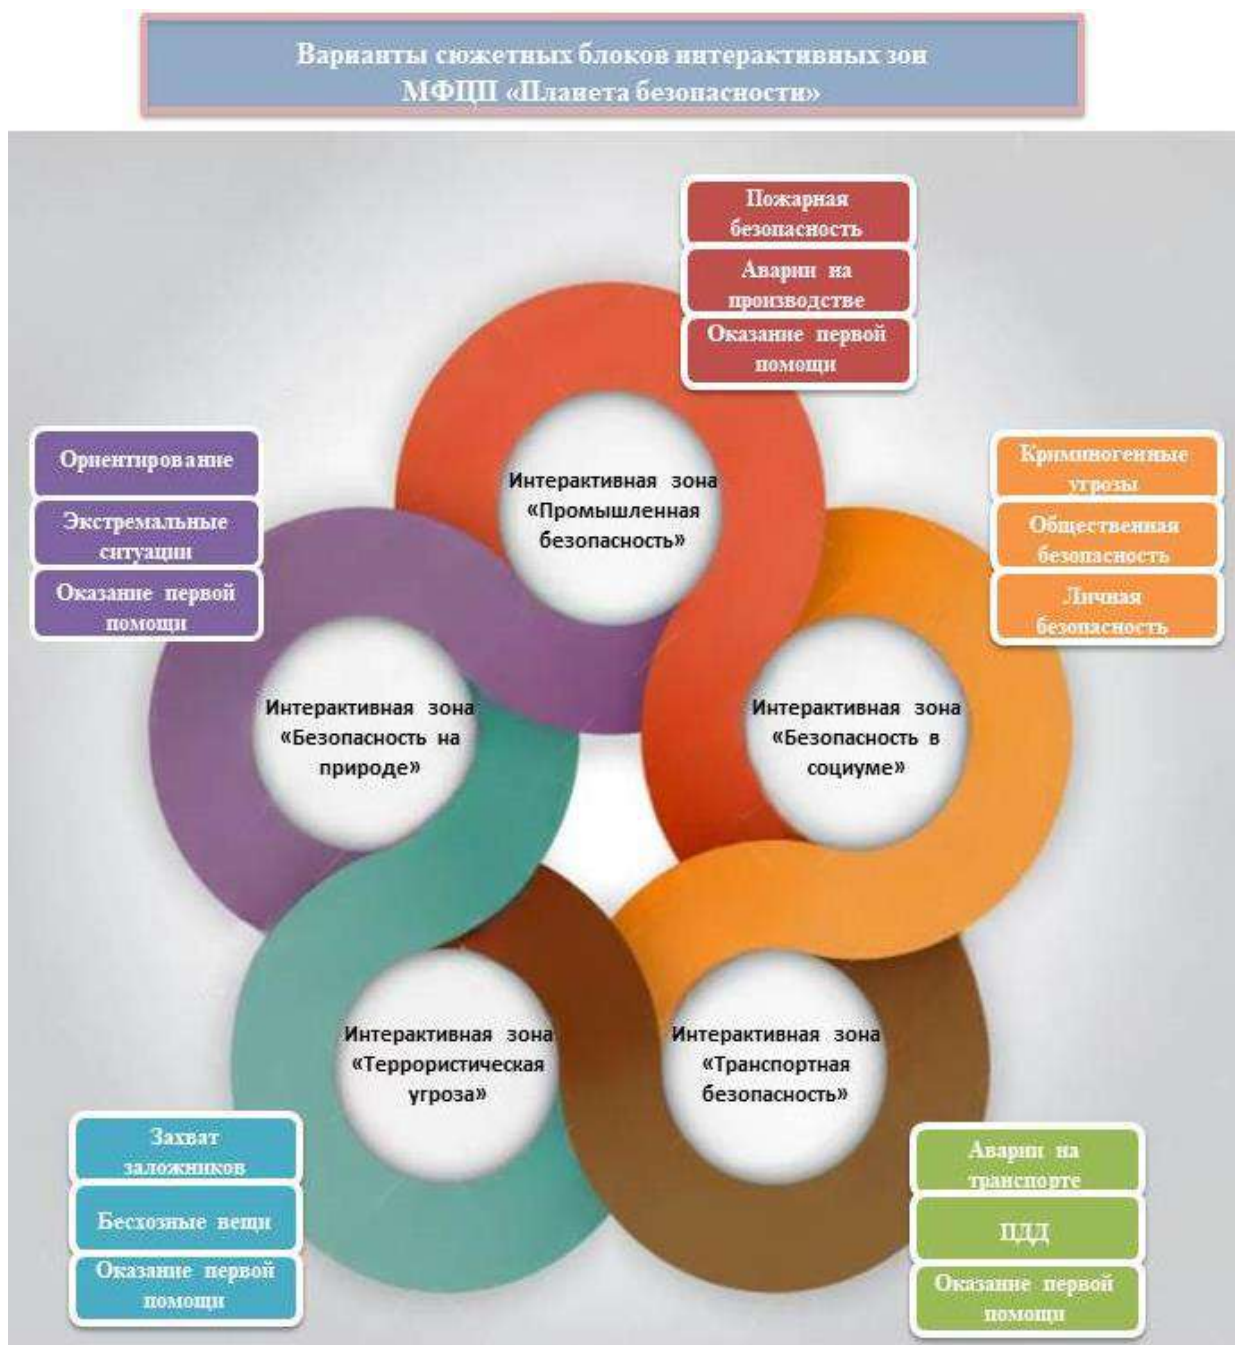 Варианты сюжетных блоков интерактивных зон
МФЦП «Планета безопасности»
Пожарная
безопасность
Аварии на
производстве
Оказание первой
помощи
Интерактивная зона
«Промышленная
безопасность»
Ориентирование
Экстремальные
ситуации
Оказание первой
помощи
Криминогенные
угрозы
Общественная
безопасность
Личная
безопасность
Интерактивная зона
«Безопасность на
природе»
Интерактивная зона
«Безопасность в
социуме»
Интерактивная зона
«Террористическая
угроза»
Интерактивная зона
«Транспортная
безопасность»
Захват
заложников
Бесхозные вещи
Оказание первой
помощи
Аварии на
транспорте
ПДД
Оказание первой
помощи